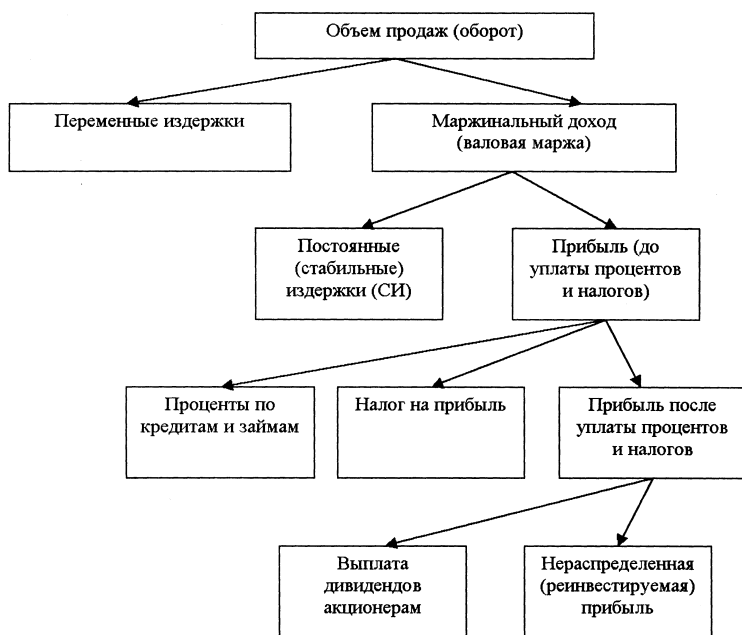 Объем продаж (оборот)
Переменные издержки
Маржинальный доход
(валовая маржа)
Постоянные
(стабильные)
издержки (СИ)
Прибыль (до
уплаты процентов
и налогов)
Проценты по
кредитам и займам
Налог на прибыль
Прибыль после
уплаты процентов
и налогов
Выплата
дивидендов
акционерам
Нераспределенная
(реинвестируемая)
прибыль